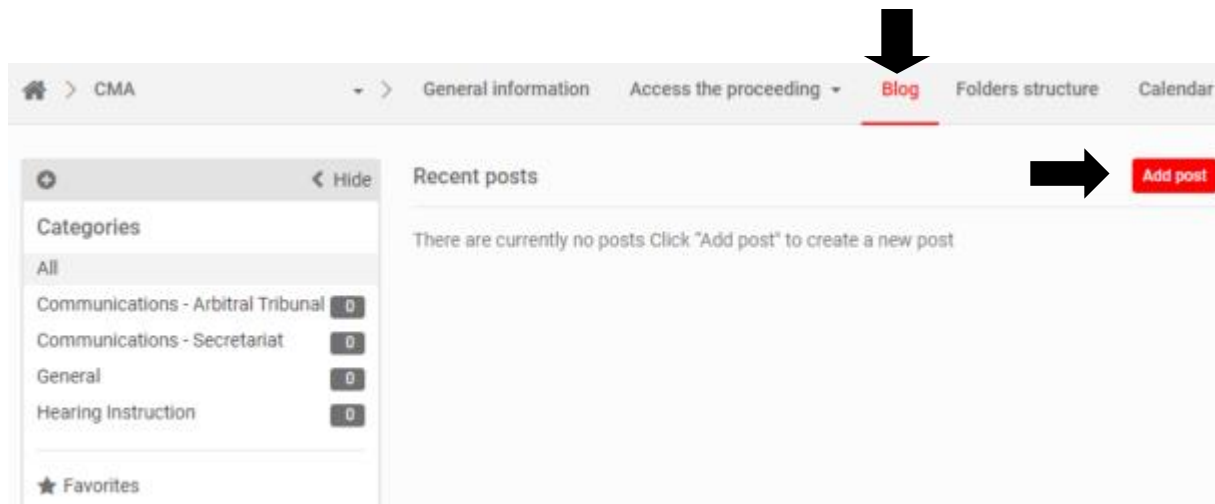 CMA General information Access the proceeding Blog Folders structure Calendar
Hide
Categories
All
Communications - Arbitral Tribunal 0
Communications - Secretariat 0
General 0
Hearing Instruction 0
Favorites
Recent posts Add post
There are currently no posts Click "Add post" to create a new post